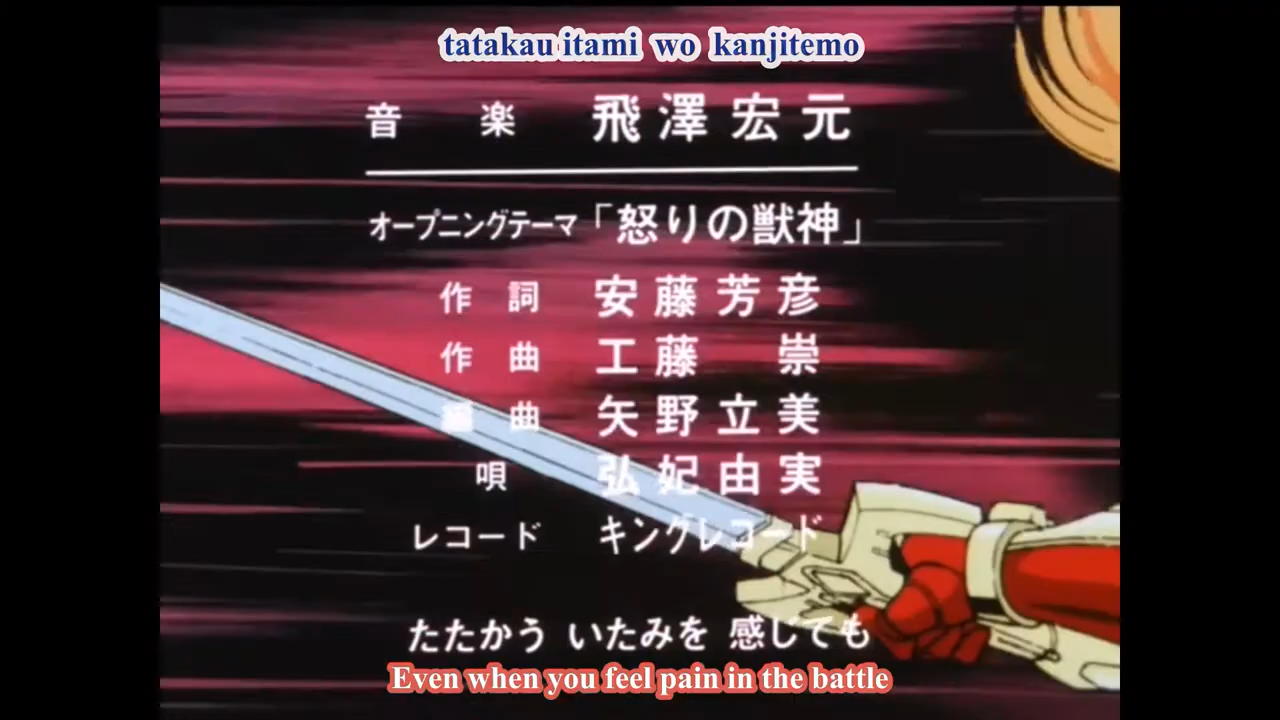 tatakau itami wo kanjitemo
音楽 飛澤宏元
オープニングテーマ「怒りの獣神」
作詞 安藤芳彦
作曲 工藤崇
編曲 矢野立美
唄 弘妃由実
レコード キングレコード
たたかう いたみを 感じても
Even when you feel pain in the battle